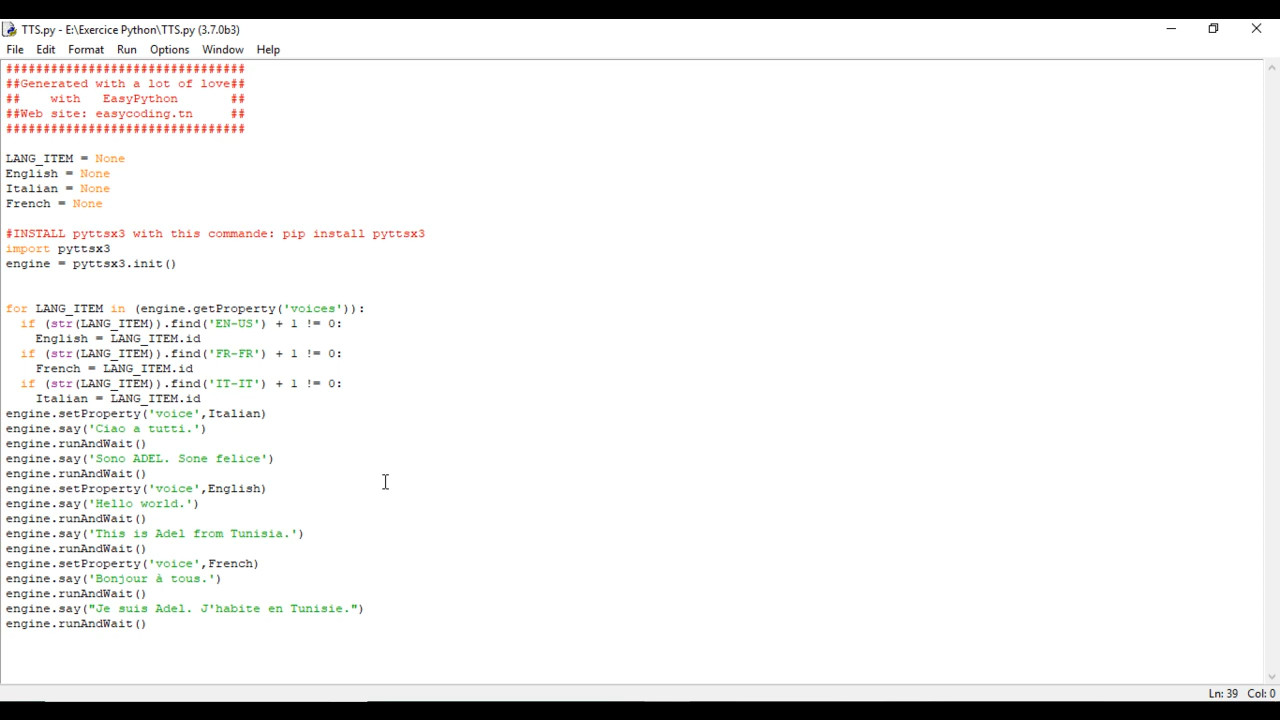 TTS.py - E:\Exercice Python\TTS.py (3.7.0b3)
File Edit Format Run Options Window Help
################################
##Generated with a lot of love##
##    with   EasyPython       ##
##Web site: easycoding.tn     ##
################################
LANG_ITEM = None
English = None
Italian = None
French = None
#INSTALL pyttsx3 with this commande: pip install pyttsx3
import pyttsx3
engine = pyttsx3.init()
for LANG_ITEM in (engine.getProperty('voices')):
  if (str(LANG_ITEM)).find('EN-US') + 1 != 0:
    English = LANG_ITEM.id
  if (str(LANG_ITEM)).find('FR-FR') + 1 != 0:
    French = LANG_ITEM.id
  if (str(LANG_ITEM)).find('IT-IT') + 1 != 0:
    Italian = LANG_ITEM.id
engine.setProperty('voice',Italian)
engine.say('Ciao a tutti.')
engine.runAndWait()
engine.say('Sono ADEL. Sone felice')
engine.runAndWait()
engine.setProperty('voice',English)
engine.say('Hello world.')
engine.runAndWait()
engine.say('This is Adel from Tunisia.')
engine.runAndWait()
engine.setProperty('voice',French)
engine.say('Bonjour à tous.')
engine.runAndWait()
engine.say("Je suis Adel. J'habite en Tunisie.")
engine.runAndWait()
Ln: 39 Col: 0